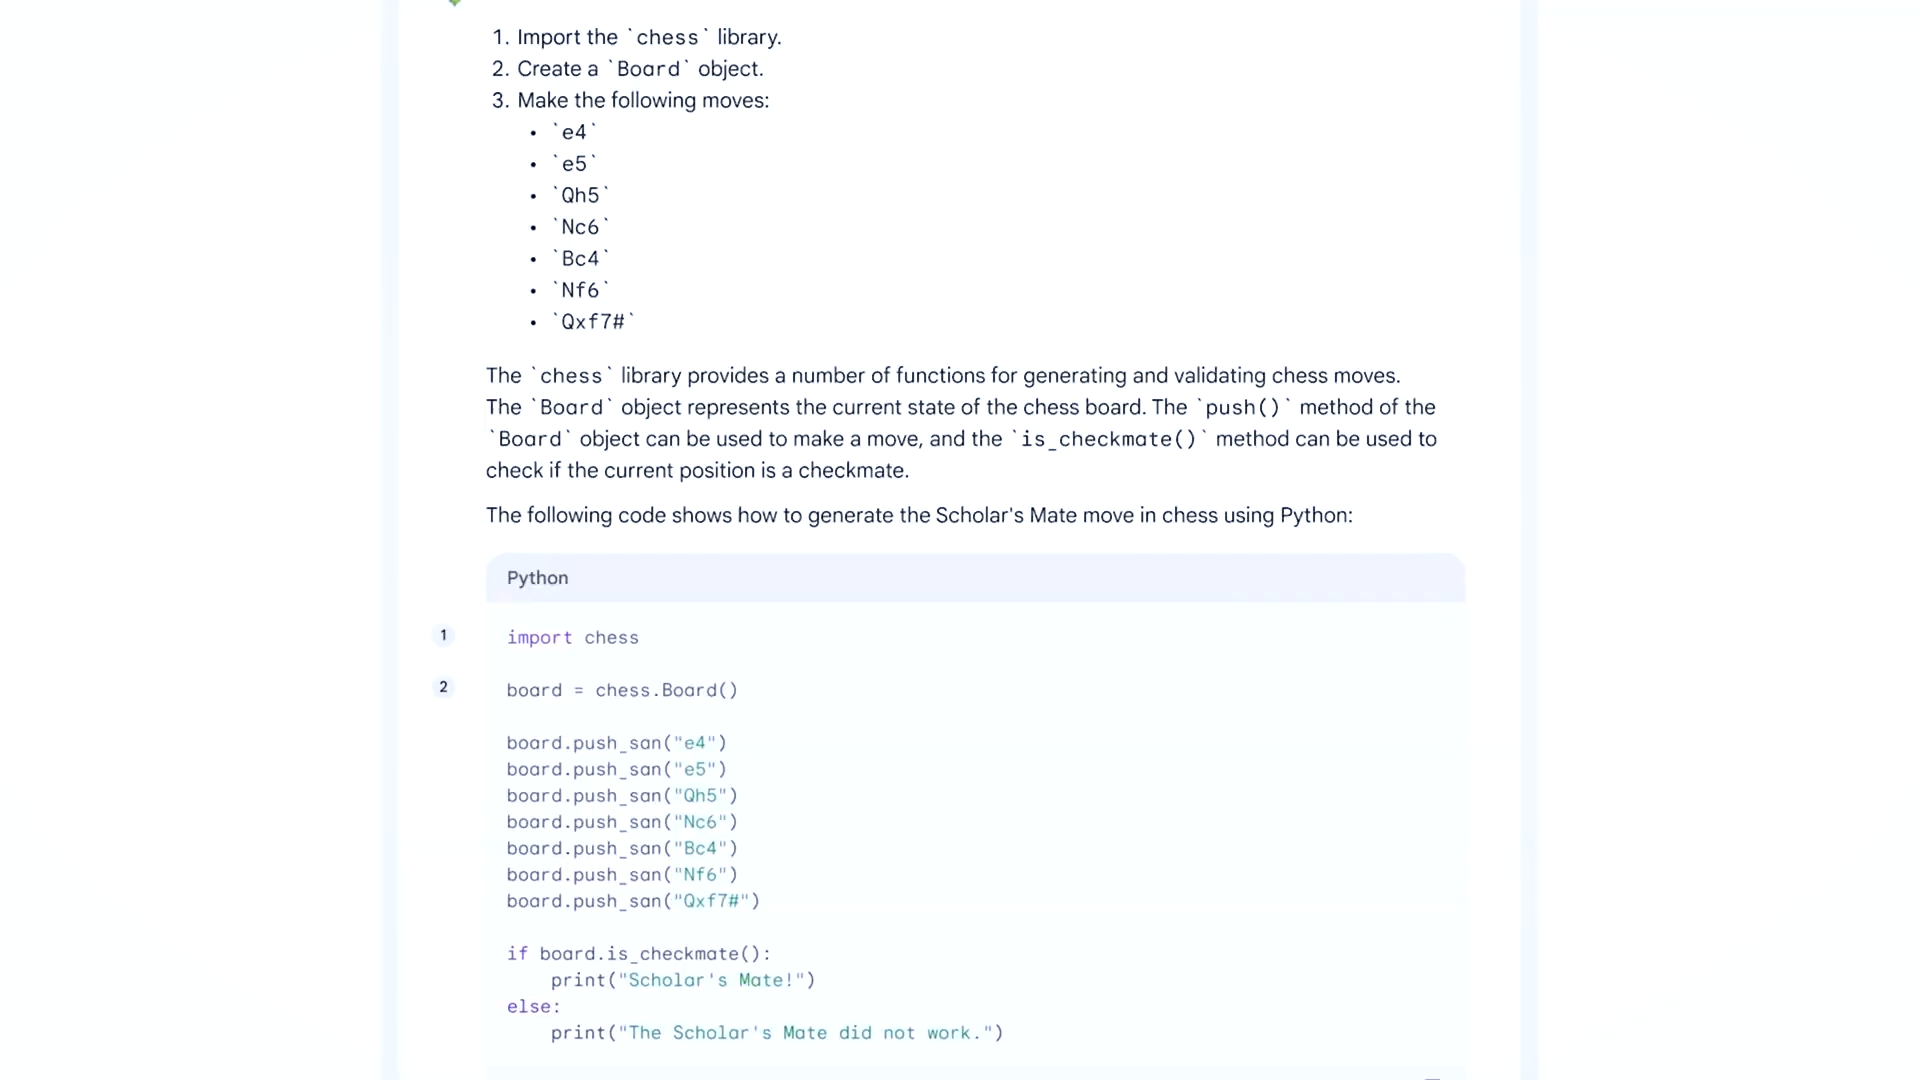 1. Import the `chess` library.
2. Create a `Board` object.
3. Make the following moves:
• `e4`
• `e5`
• `Qh5`
• `Nc6`
• `Bc4`
• `Nf6`
• `Qxf7#`
The `chess` library provides a number of functions for generating and validating chess moves.
The `Board` object represents the current state of the chess board. The `push()` method of the
`Board` object can be used to make a move, and the `is_checkmate()` method can be used to
check if the current position is a checkmate.
The following code shows how to generate the Scholar's Mate move in chess using Python:
Python
1 import chess
2 board = chess.Board()
board.push_san("e4")
board.push_san("e5")
board.push_san("Qh5")
board.push_san("Nc6")
board.push_san("Bc4")
board.push_san("Nf6")
board.push_san("Qxf7#")
if board.is_checkmate():
    print("Scholar's Mate!")
else:
    print("The Scholar's Mate did not work.")